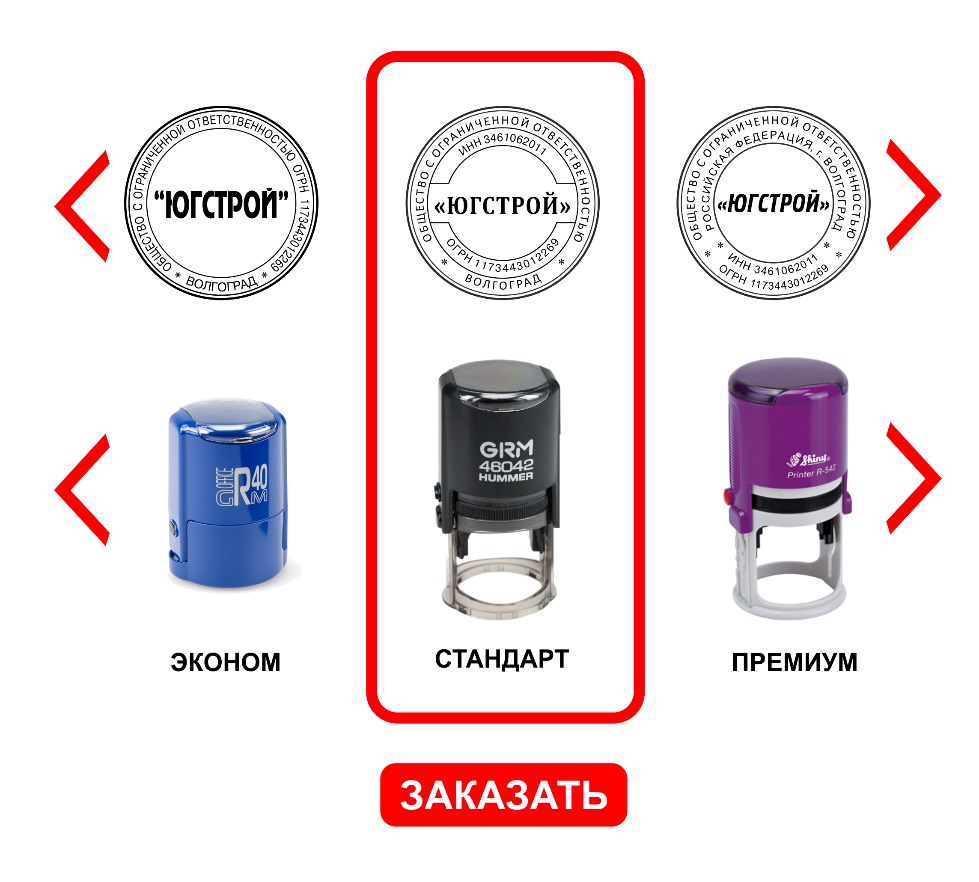 ОБЩЕСТВО С ОГРАНИЧЕННОЙ ОТВЕТСТВЕННОСТЬЮ ОГРН 1173443012269
* ВОЛГОГРАД *
“ЮГСТРОЙ”
ОБЩЕСТВО С ОГРАНИЧЕННОЙ ОТВЕТСТВЕННОСТЬЮ
ИНН 3461062011
«ЮГСТРОЙ»
ОГРН 1173443012269
* ВОЛГОГРАД *
ОБЩЕСТВО С ОГРАНИЧЕННОЙ ОТВЕТСТВЕННОСТЬЮ
РОССИЙСКАЯ ФЕДЕРАЦИЯ, г. ВОЛГОГРАД
«ЮГСТРОЙ»
* ИНН 3461062011 *
* ОГРН 1173443012269 *
OFFICE
R40
M
GRM
46042
HUMMER
Shiny®
Printer R-542
ЭКОНОМ
СТАНДАРТ
ПРЕМИУМ
ЗАКАЗАТЬ